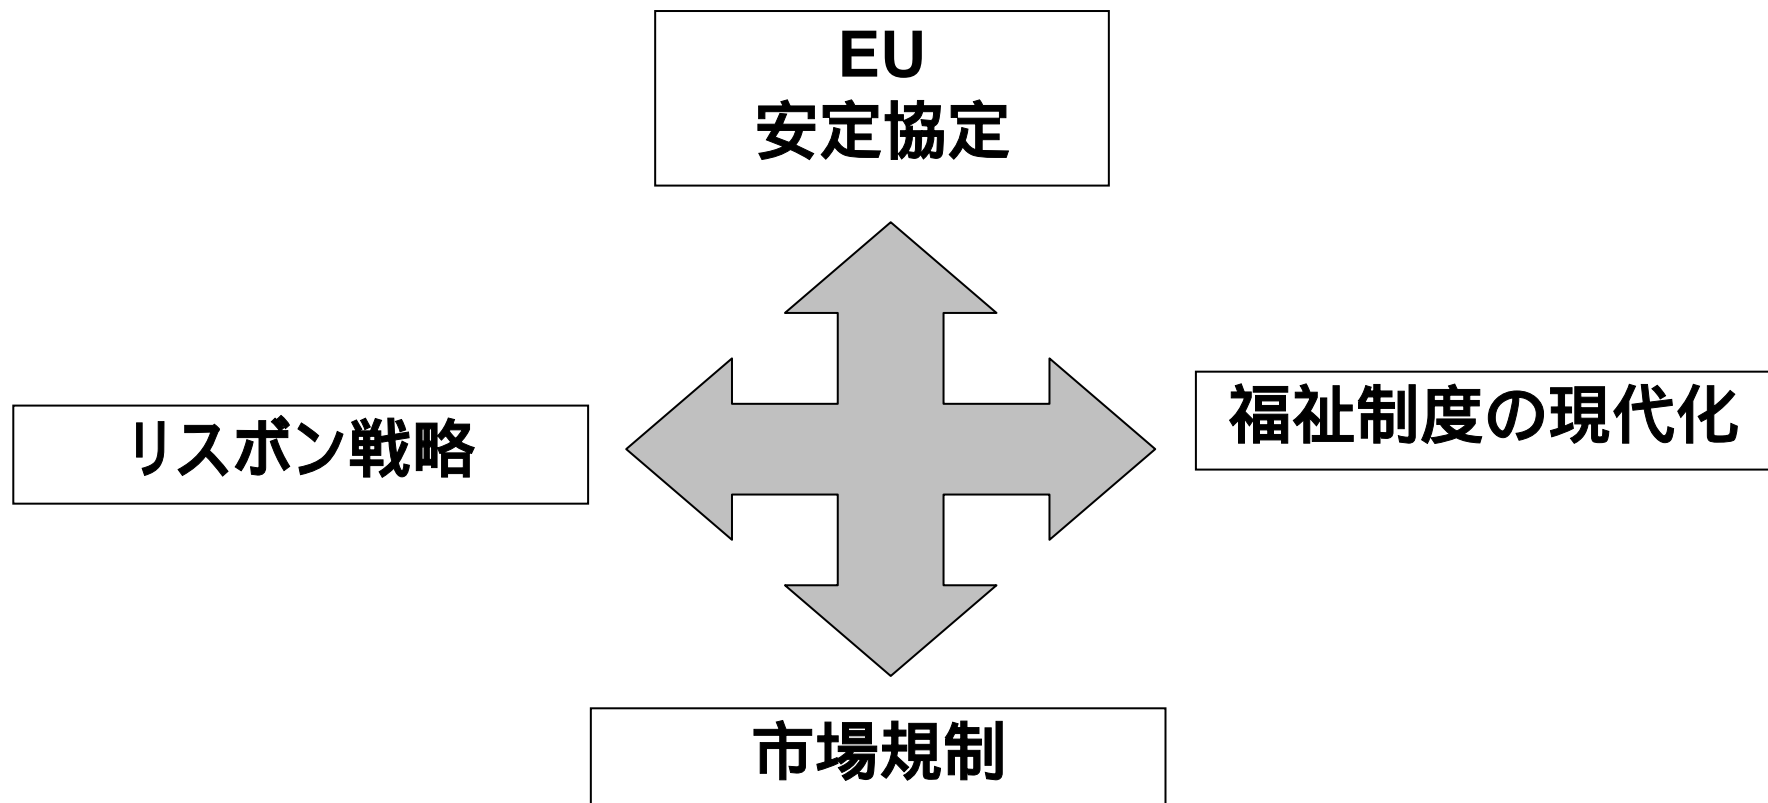 EU
安定協定
リスボン戦略
福祉制度の現代化
市場規制